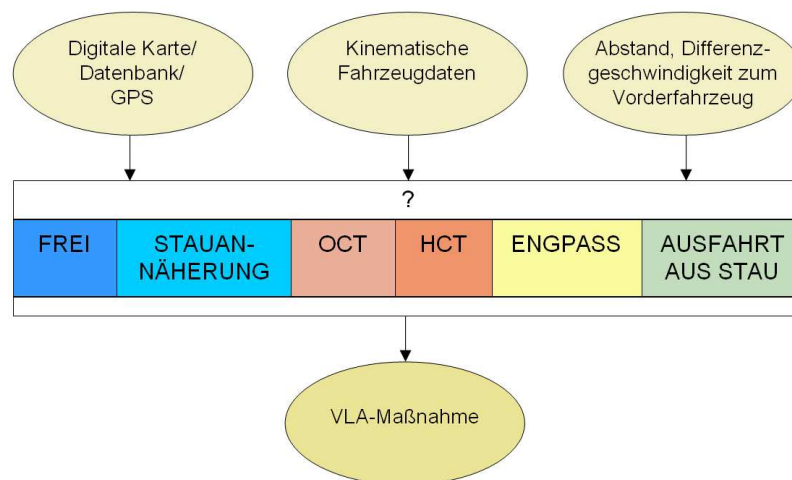 Digitale Karte/
Datenbank/
GPS
Kinematische
Fahrzeugdaten
Abstand, Differenz-
geschwindigkeit zum
Vorderfahrzeug
?
FREI
STAUAN-
NÄHERUNG
OCT
HCT
ENGPASS
AUSFAHRT
AUS STAU
VLA-Maßnahme